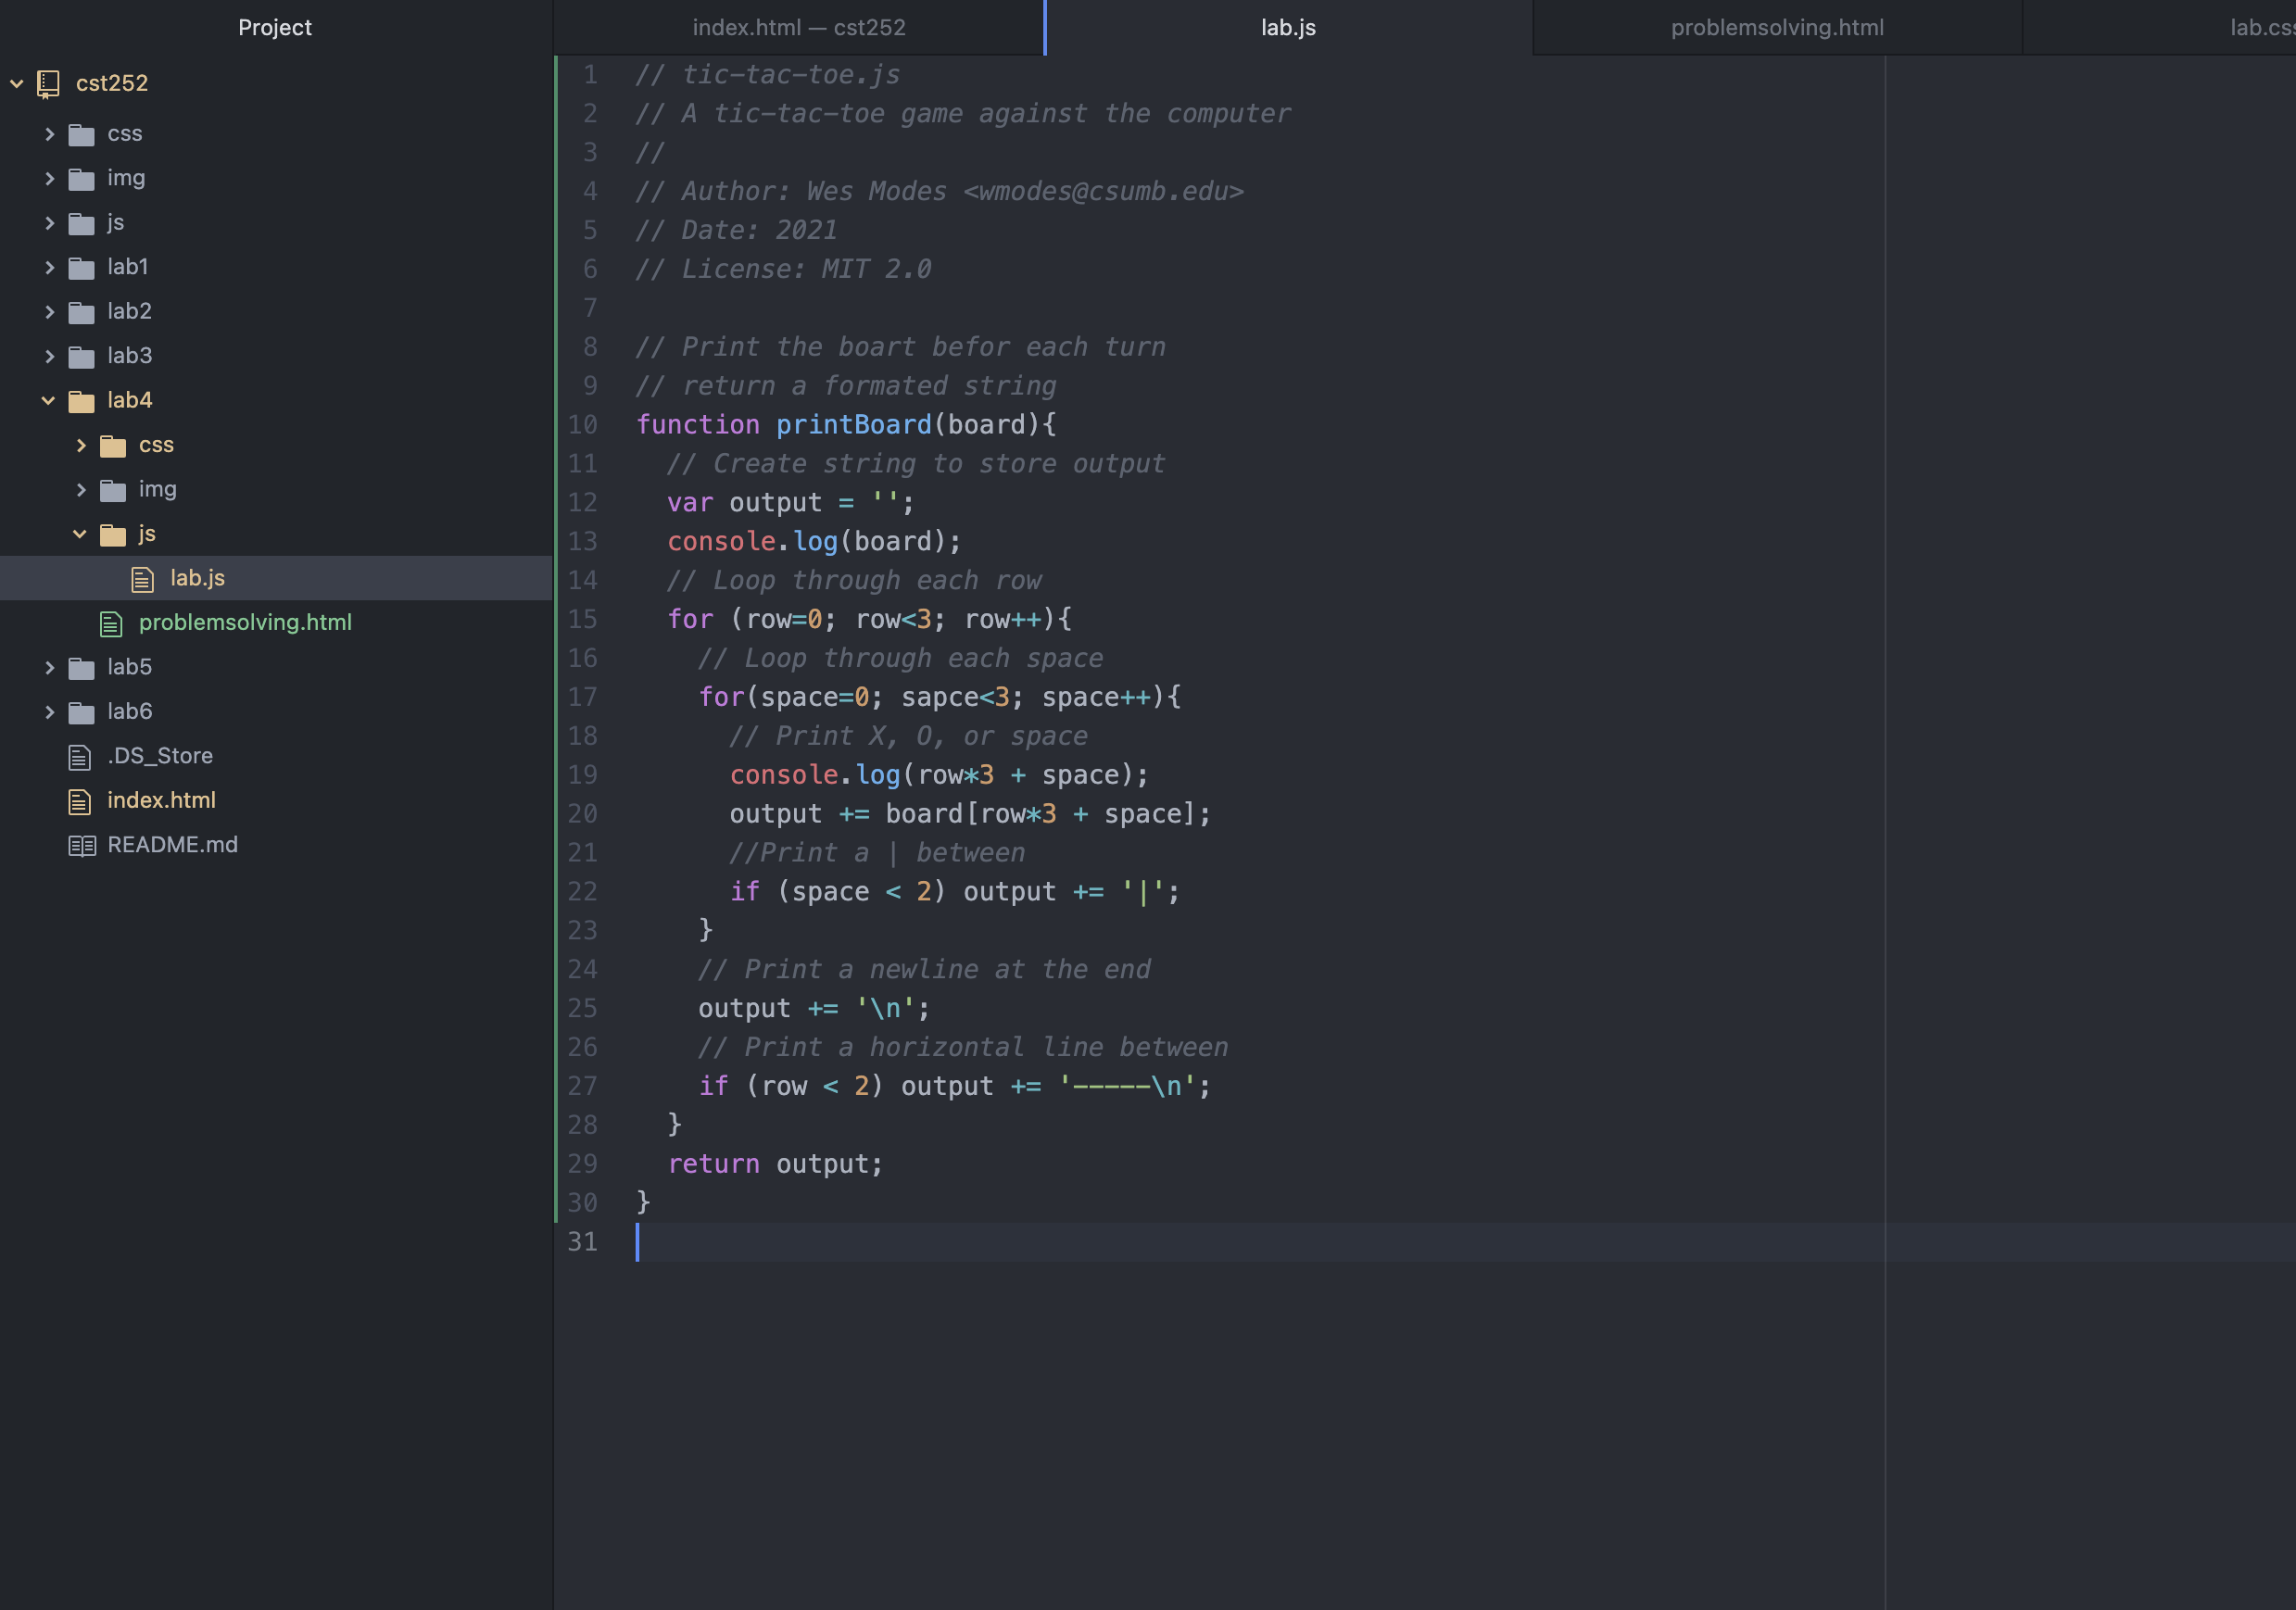 Project
index.html — cst252
lab.js
problemsolving.html
lab.cs
cst252
css
img
js
lab1
lab2
lab3
lab4
css
img
js
lab.js
problemsolving.html
lab5
lab6
.DS_Store
index.html
README.md
1 // tic-tac-toe.js
2 // A tic-tac-toe game against the computer
3 //
4 // Author: Wes Modes <wmodes@csumb.edu>
5 // Date: 2021
6 // License: MIT 2.0
7
8 // Print the boart befor each turn
9 // return a formated string
10 function printBoard(board){
11   // Create string to store output
12   var output = '';
13   console.log(board);
14   // Loop through each row
15   for (row=0; row<3; row++){
16     // Loop through each space
17     for(space=0; sapce<3; space++){
18       // Print X, O, or space
19       console.log(row*3 + space);
20       output += board[row*3 + space];
21       //Print a | between
22       if (space < 2) output += '|';
23     }
24     // Print a newline at the end
25     output += '\n';
26     // Print a horizontal line between
27     if (row < 2) output += '-----\n';
28   }
29   return output;
30 }
31